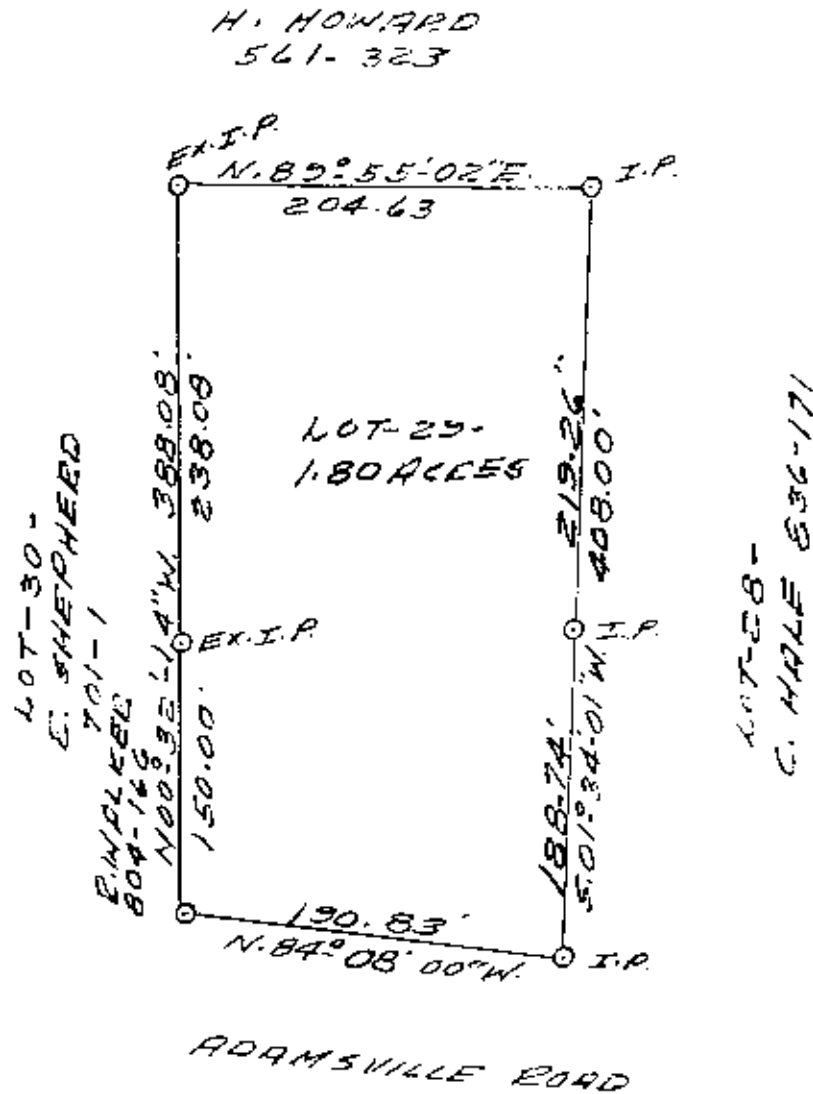 H. HOWARD
561-323
EX.I.P.
N.89°55'-02"E.
I.P.
204.63
388.08'
238.08'
LOT-29-
1.80 ACRES
219.26"
408.00'
LOT-30-
E. SHEPHERD
701-1
R.WALKER
804-166
N00°32'-14"W.
150.00'
EX.I.P.
I.P.
188.74'
S.01°34'-01"W.
LOT-28-
C. HALE 836-171
190.83'
N.84°08'00"W.
I.P.
ADAMSVILLE ROAD